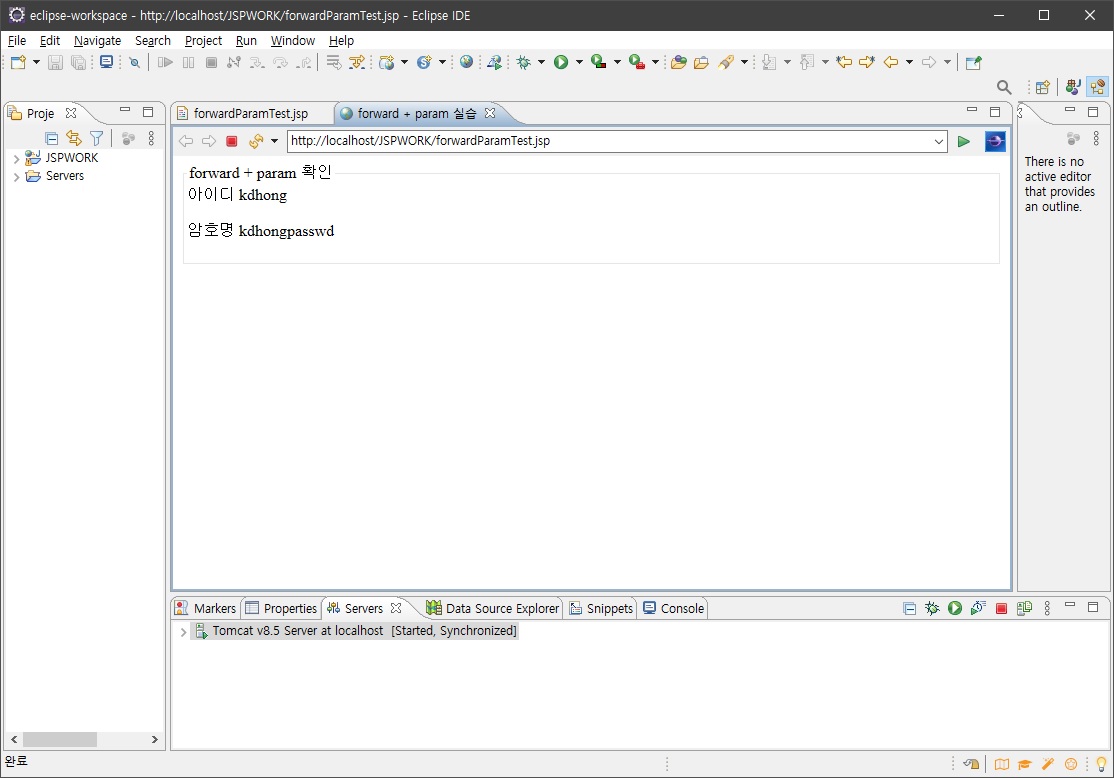 eclipse-workspace - http://localhost/JSPWORK/forwardParamTest.jsp - Eclipse IDE
File Edit Navigate Search Project Run Window Help
Proje
forwardParamTest.jsp
forward + param 실습
http://localhost/JSPWORK/forwardParamTest.jsp
JSPWORK
Servers
forward + param 확인
아이디 kdhong
암호명 kdhongpasswd
There is no
active editor
that provides
an outline.
Markers Properties Servers Data Source Explorer Snippets Console
Tomcat v8.5 Server at localhost [Started, Synchronized]
완료